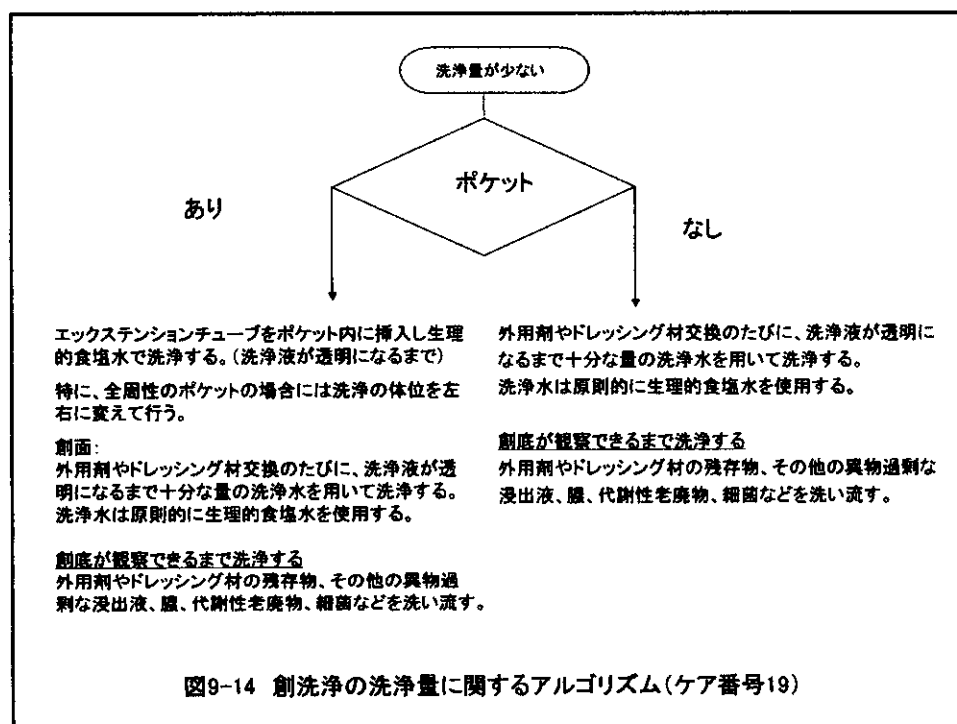 洗浄量が少ない
ポケット
あり
なし
エックステンションチューブをポケット内に挿入し生理
的食塩水で洗浄する。(洗浄液が透明になるまで)
特に、全周性のポケットの場合には洗浄の体位を左
右に変えて行う。
創面:
外用剤やドレッシング材交換のたびに、洗浄液が透
明になるまで十分な量の洗浄水を用いて洗浄する。
洗浄水は原則的に生理的食塩水を使用する。
創底が観察できるまで洗浄する
外用剤やドレッシング材の残存物、その他の異物過
剰な浸出液、膿、代謝性老廃物、細菌などを洗い流す。
外用剤やドレッシング材交換のたびに、洗浄液が透明に
なるまで十分な量の洗浄水を用いて洗浄する。
洗浄水は原則的に生理的食塩水を使用する。
創底が観察できるまで洗浄する
外用剤やドレッシング材の残存物、その他の異物過剰な
浸出液、膿、代謝性老廃物、細菌などを洗い流す。
図9-14 創洗浄の洗浄量に関するアルゴリズム(ケア番号19)